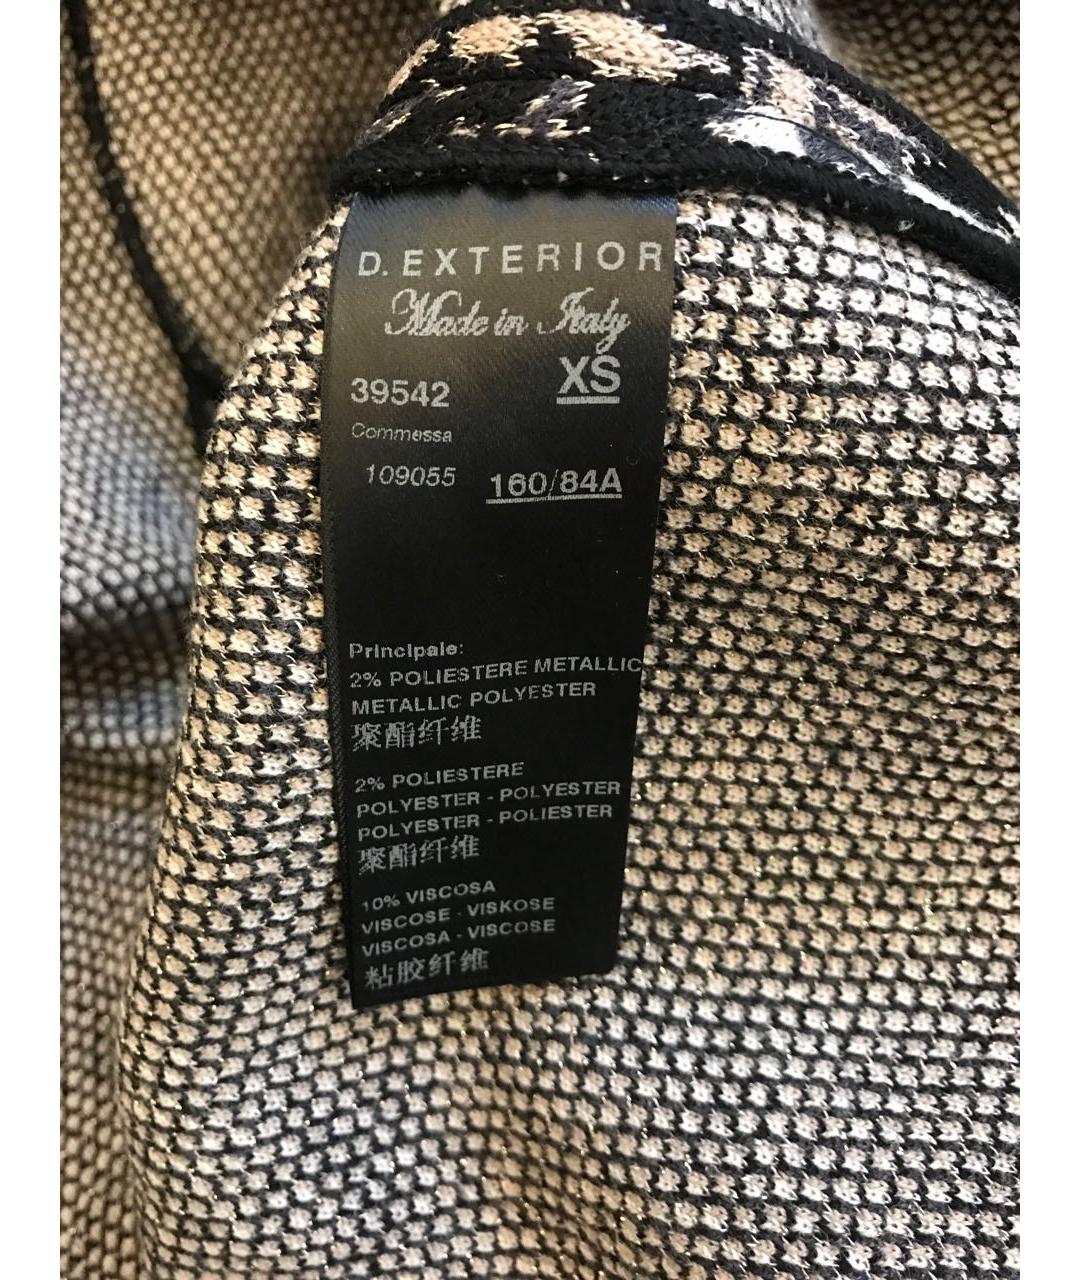 D. EXTERIOR
Made in Italy
XS
39542
Commessa
109055 160/84A
Principale:
2% POLIESTERE METALLIC
METALLIC POLYESTER
聚酯纤维
2% POLIESTERE
POLYESTER - POLYESTER
POLYESTER - POLIESTER
聚酯纤维
10% VISCOSA
VISCOSE - VISKOSE
VISCOSA - VISCOSE
粘胶纤维